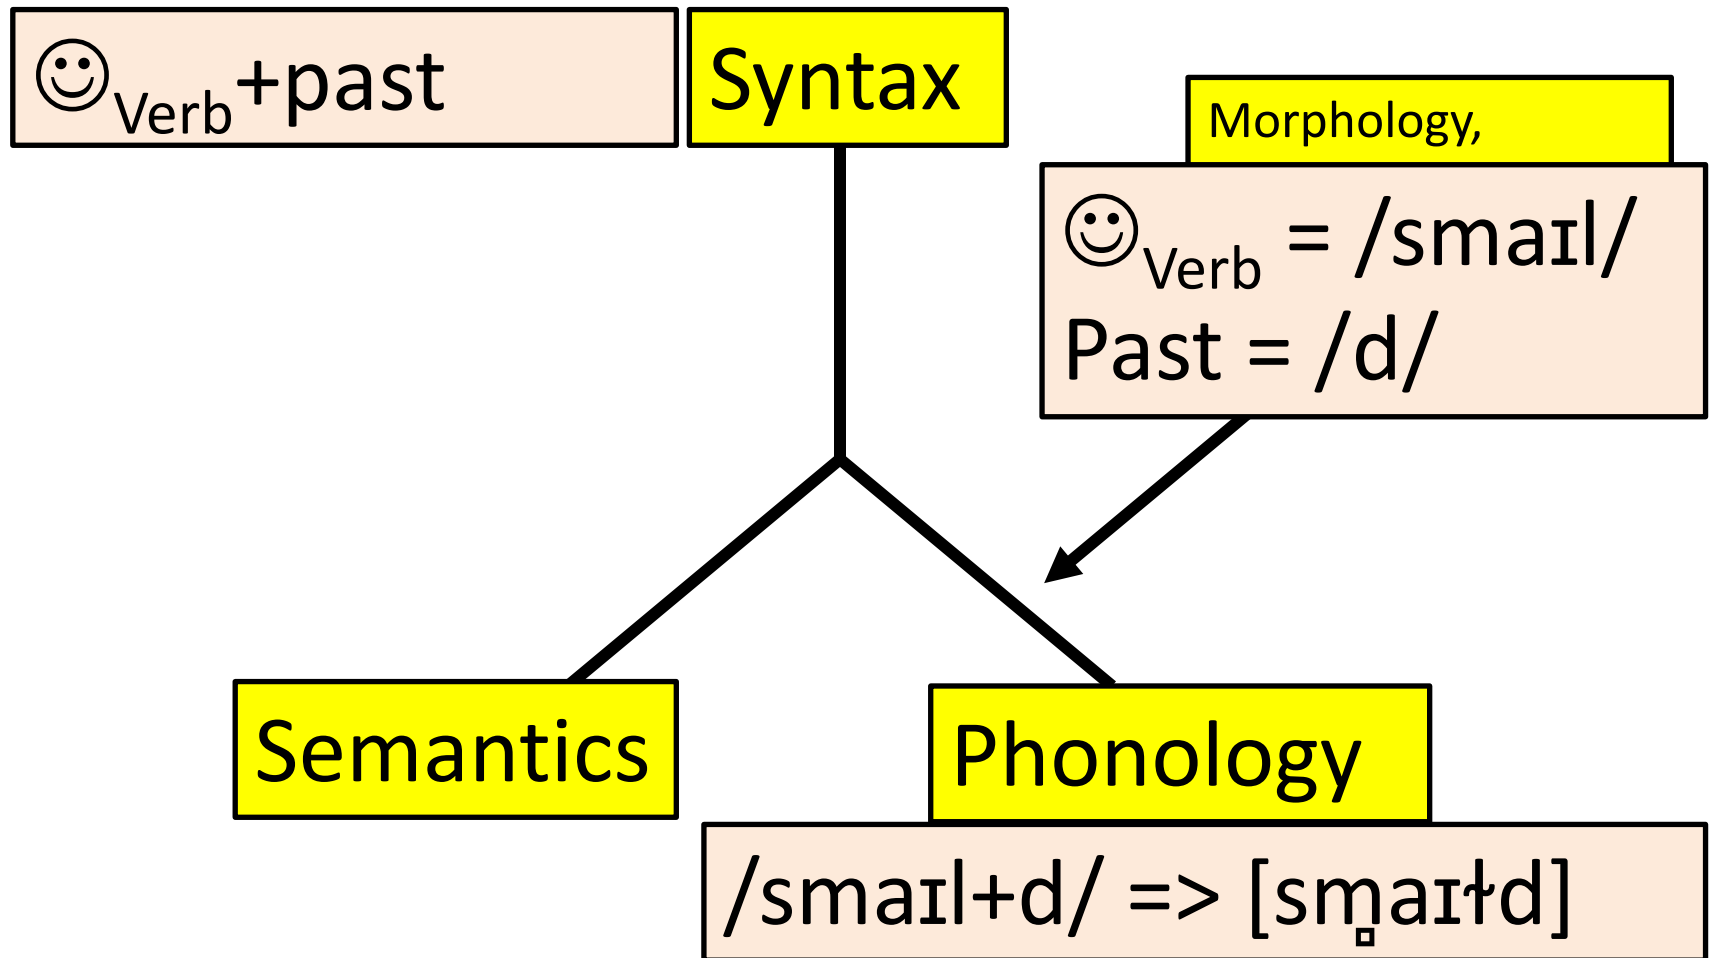 ☺Verb+past
Syntax
Morphology,
☺Verb = /smaɪl/
Past = /d/
Semantics
Phonology
/smaɪl+d/ => [sm̻aɪɫd]